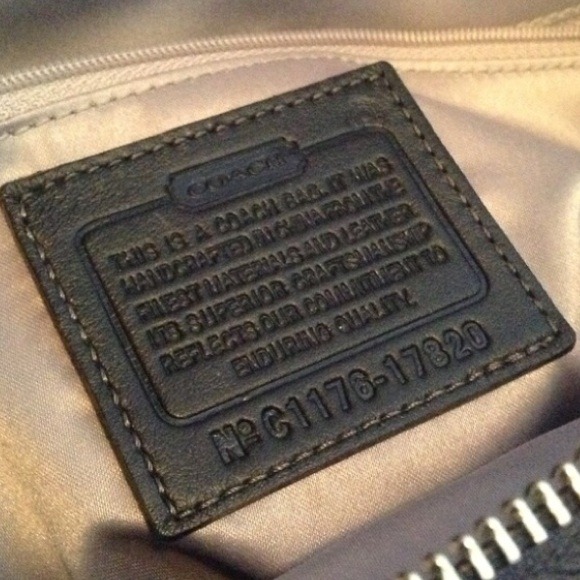 COACH
THIS IS A COACH BAG. IT WAS
HANDCRAFTED IN CHINA FROM THE
FINEST MATERIALS AND LEATHER.
ITS SUPERIOR CRAFTSMANSHIP
REFLECTS OUR COMMITMENT TO
ENDURING QUALITY.
Nº C1176-17820